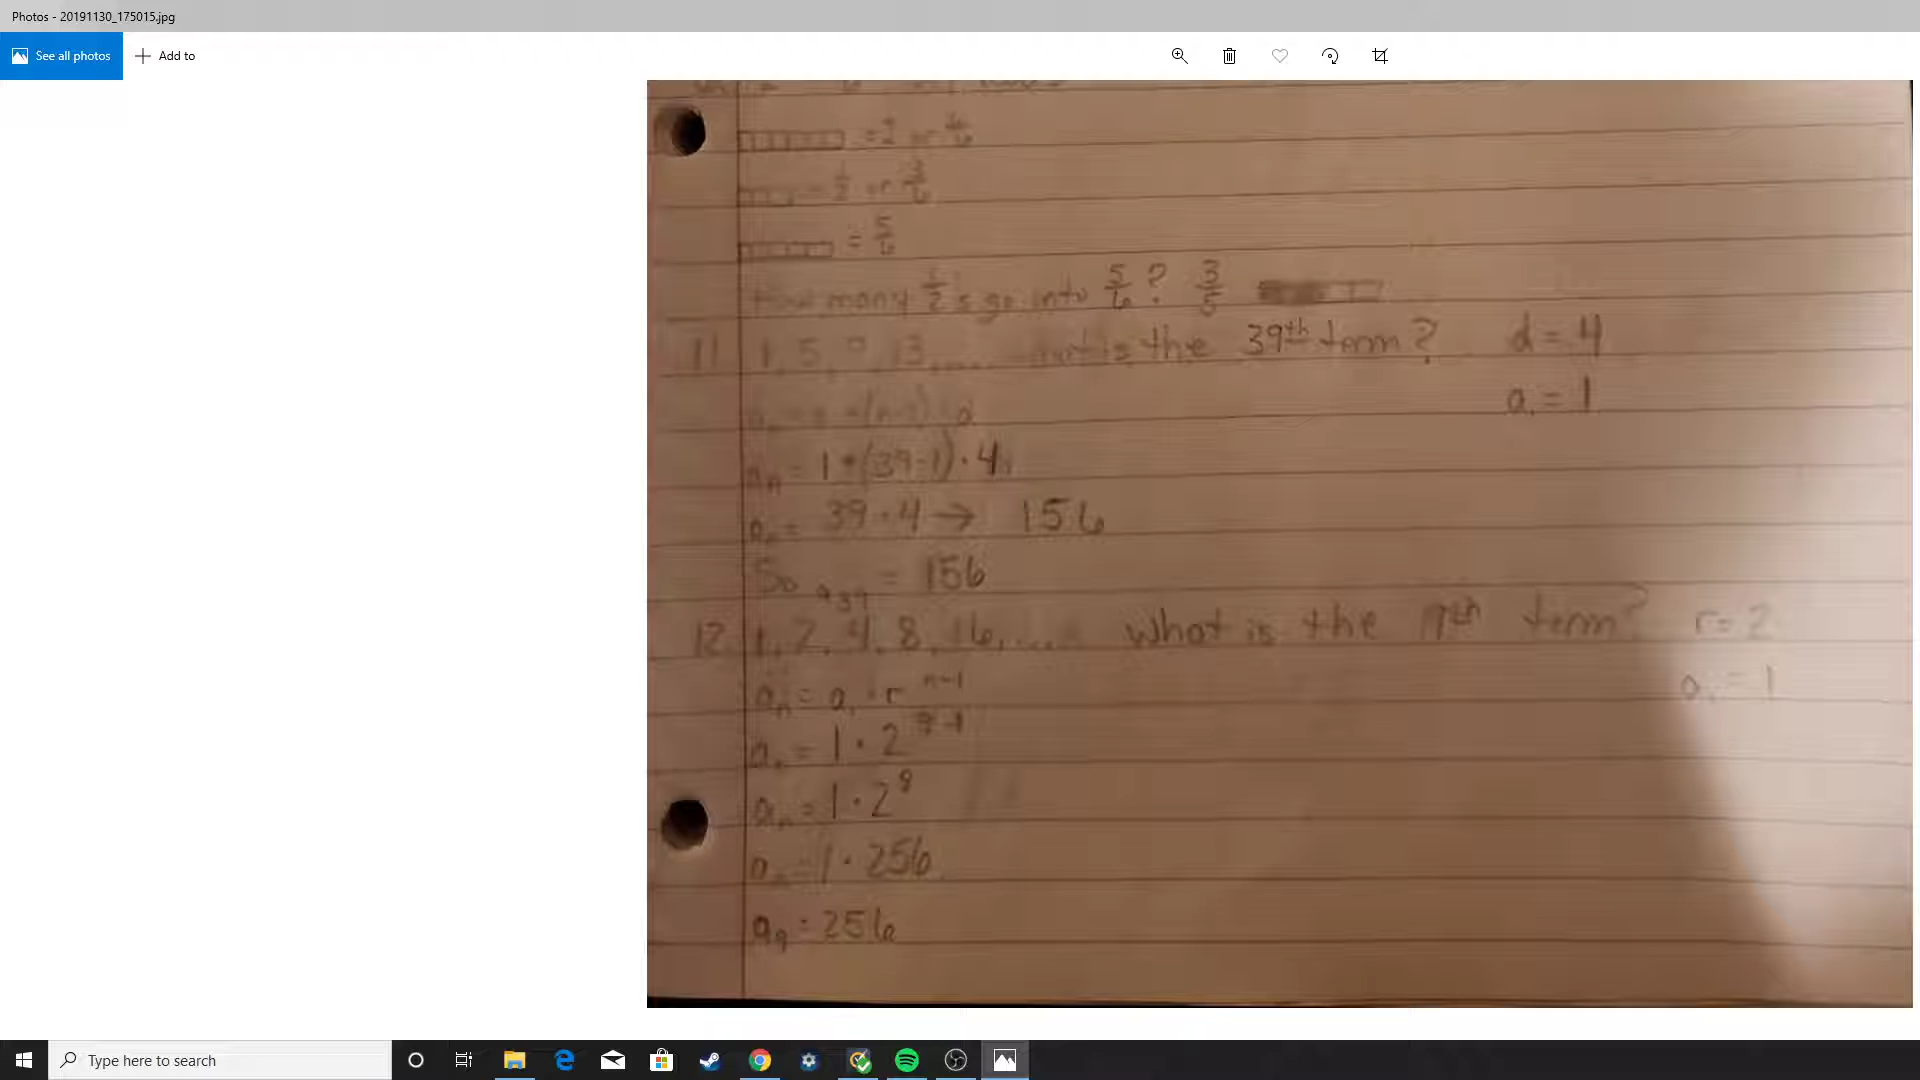 Photos - 20191130_175015.jpg
See all photos
Add to
= 5/6
How many 1/2's go into 5/6? 3/5
11 1, 5, 9, 13, .... what is the 39th term? d = 4
a₁ = 1
aₙ = 1 + (39-1) · 4
aₙ = 39 · 4 → 156
So a₃₉ = 156
12 1, 2, 4, 8, 16, .... What is the 9th term? r = 2
a₁ = 1
aₙ = a₁ · r^(n-1)
aₙ = 1 · 2^(9-1)
aₙ = 1 · 2^8
aₙ = 1 · 256
a₉ = 256
Type here to search